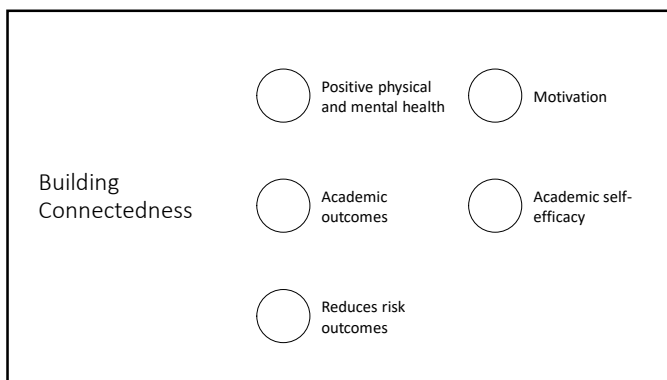 Building
Connectedness
Positive physical
and mental health
Motivation
Academic
outcomes
Academic self-
efficacy
Reduces risk
outcomes